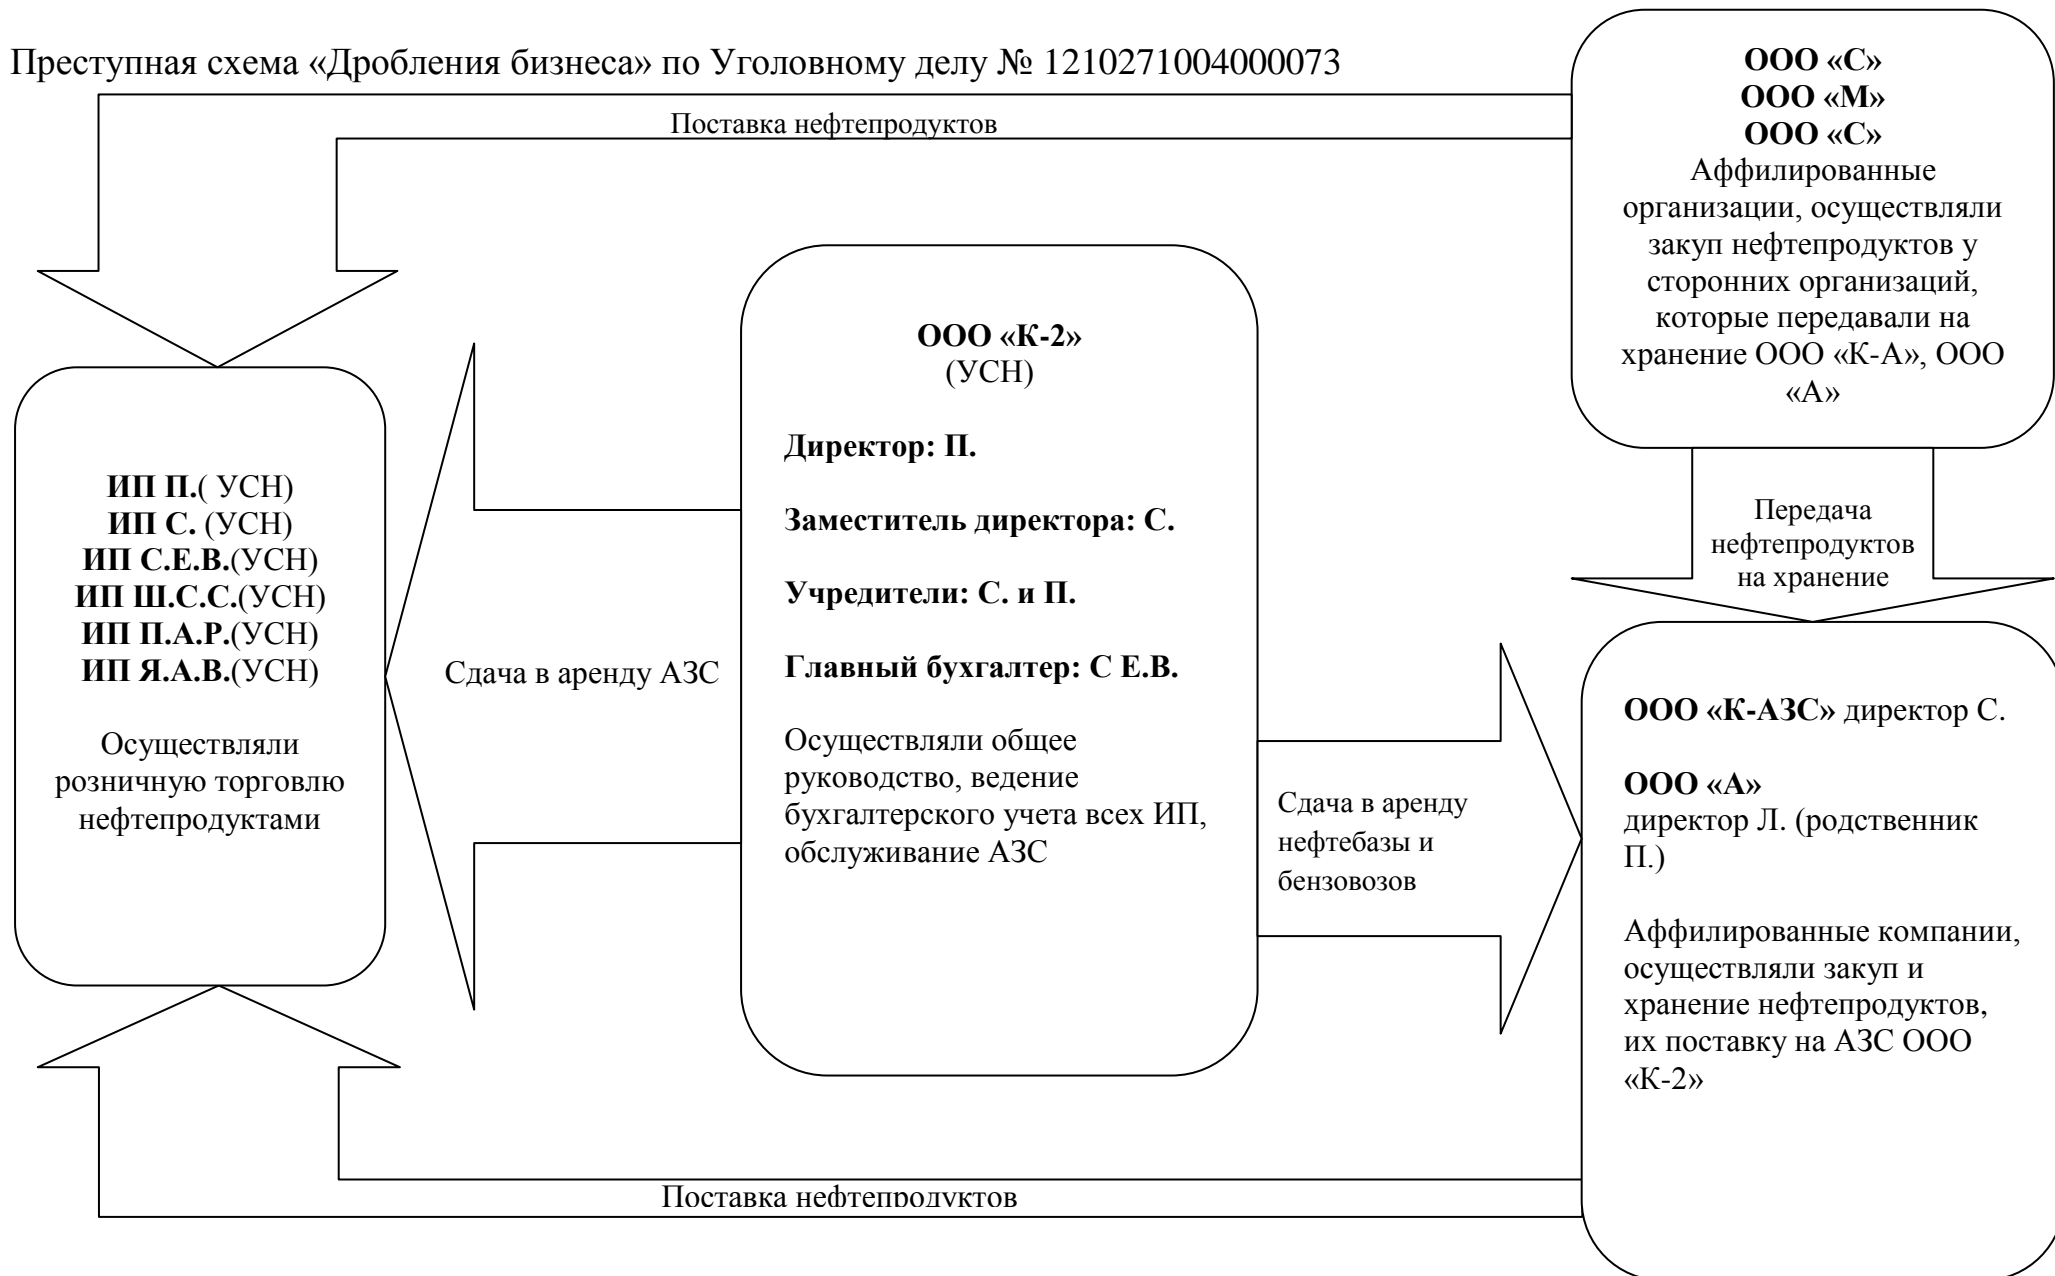 Преступная схема «Дробления бизнеса» по Уголовному делу № 1210271004000073
Поставка нефтепродуктов
ООО «С»
ООО «М»
ООО «С»
Аффилированные
организации, осуществляли
закуп нефтепродуктов у
сторонних организаций,
которые передавали на
хранение ООО «К-А», ООО
«А»
ИП П.( УСН)
ИП С. (УСН)
ИП С.Е.В.(УСН)
ИП Ш.С.С.(УСН)
ИП П.А.Р.(УСН)
ИП Я.А.В.(УСН)
Осуществляли
розничную торговлю
нефтепродуктами
Сдача в аренду АЗС
ООО «К-2»
(УСН)
Директор: П.
Заместитель директора: С.
Учредители: С. и П.
Главный бухгалтер: С Е.В.
Осуществляли общее
руководство, ведение
бухгалтерского учета всех ИП,
обслуживание АЗС
Сдача в аренду
нефтебазы и
бензовозов
Передача
нефтепродуктов
на хранение
ООО «К-АЗС» директор С.
ООО «А»
директор Л. (родственник
П.)
Аффилированные компании,
осуществляли закуп и
хранение нефтепродуктов,
их поставку на АЗС ООО
«К-2»
Поставка нефтепродуктов